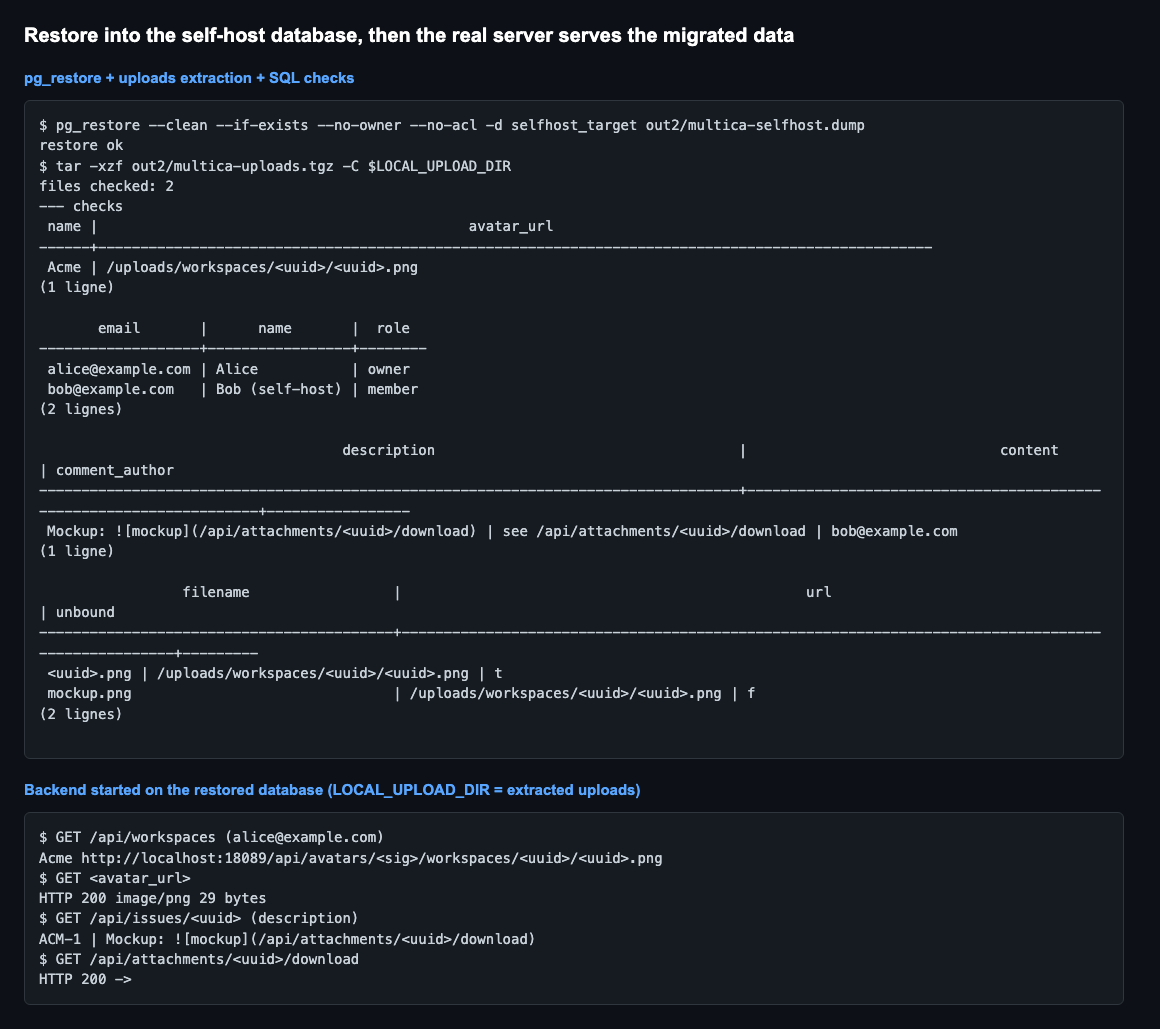 Restore into the self-host database, then the real server serves the migrated data
pg_restore + uploads extraction + SQL checks
$ pg_restore --clean --if-exists --no-owner --no-acl -d selfhost_target out2/multica-selfhost.dump
restore ok
$ tar -xzf out2/multica-uploads.tgz -C $LOCAL_UPLOAD_DIR
files checked: 2
--- checks
 name |                                            avatar_url
------+---------------------------------------------------------------------------------------------------
 Acme | /uploads/workspaces/<uuid>/<uuid>.png
(1 ligne)
       email       |      name       |  role
-------------------+-----------------+--------
 alice@example.com | Alice           | owner
 bob@example.com   | Bob (self-host) | member
(2 lignes)
                                    description                                    |                              content
| comment_author
-----------------------------------------------------------------------------------+------------------------------------------
--------------------------+-----------------
 Mockup: ![mockup](/api/attachments/<uuid>/download) | see /api/attachments/<uuid>/download | bob@example.com
(1 ligne)
                 filename                 |                                                url
| unbound
------------------------------------------+-----------------------------------------------------------------------------------
----------------+---------
 <uuid>.png | /uploads/workspaces/<uuid>/<uuid>.png | t
 mockup.png                               | /uploads/workspaces/<uuid>/<uuid>.png | f
(2 lignes)
Backend started on the restored database (LOCAL_UPLOAD_DIR = extracted uploads)
$ GET /api/workspaces (alice@example.com)
Acme http://localhost:18089/api/avatars/<sig>/workspaces/<uuid>/<uuid>.png
$ GET <avatar_url>
HTTP 200 image/png 29 bytes
$ GET /api/issues/<uuid> (description)
ACM-1 | Mockup: ![mockup](/api/attachments/<uuid>/download)
$ GET /api/attachments/<uuid>/download
HTTP 200 ->